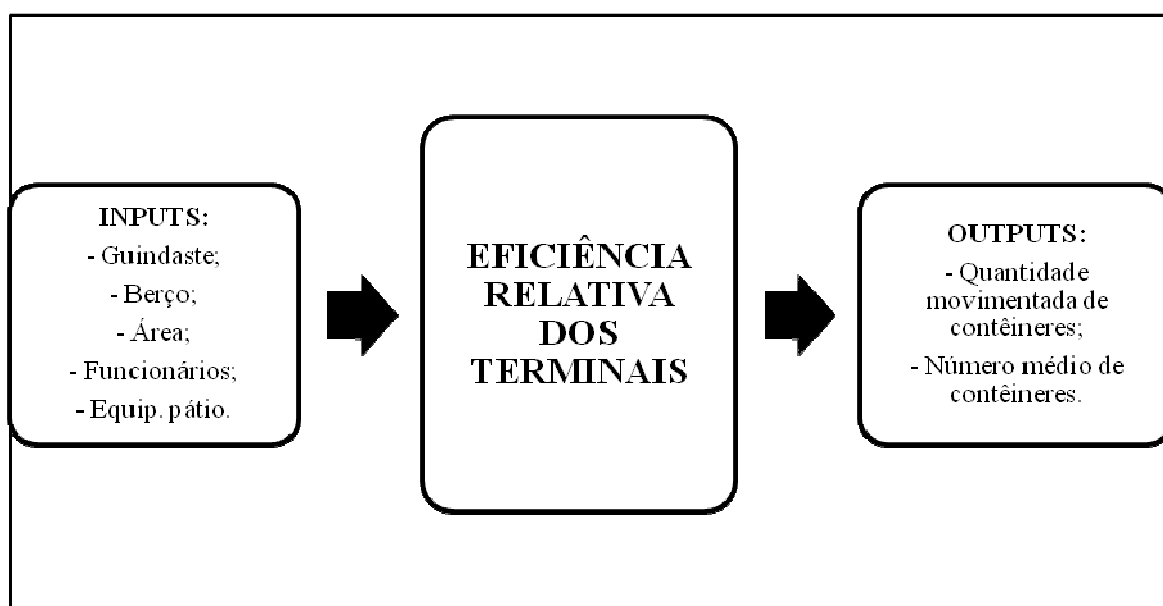 INPUTS:
- Guindaste;
- Berço;
- Área;
- Funcionários;
- Equip. pátio.
EFICIÊNCIA
RELATIVA
DOS
TERMINAIS
OUTPUTS:
- Quantidade
movimentada de
contêineres;
- Número médio de
contêineres.